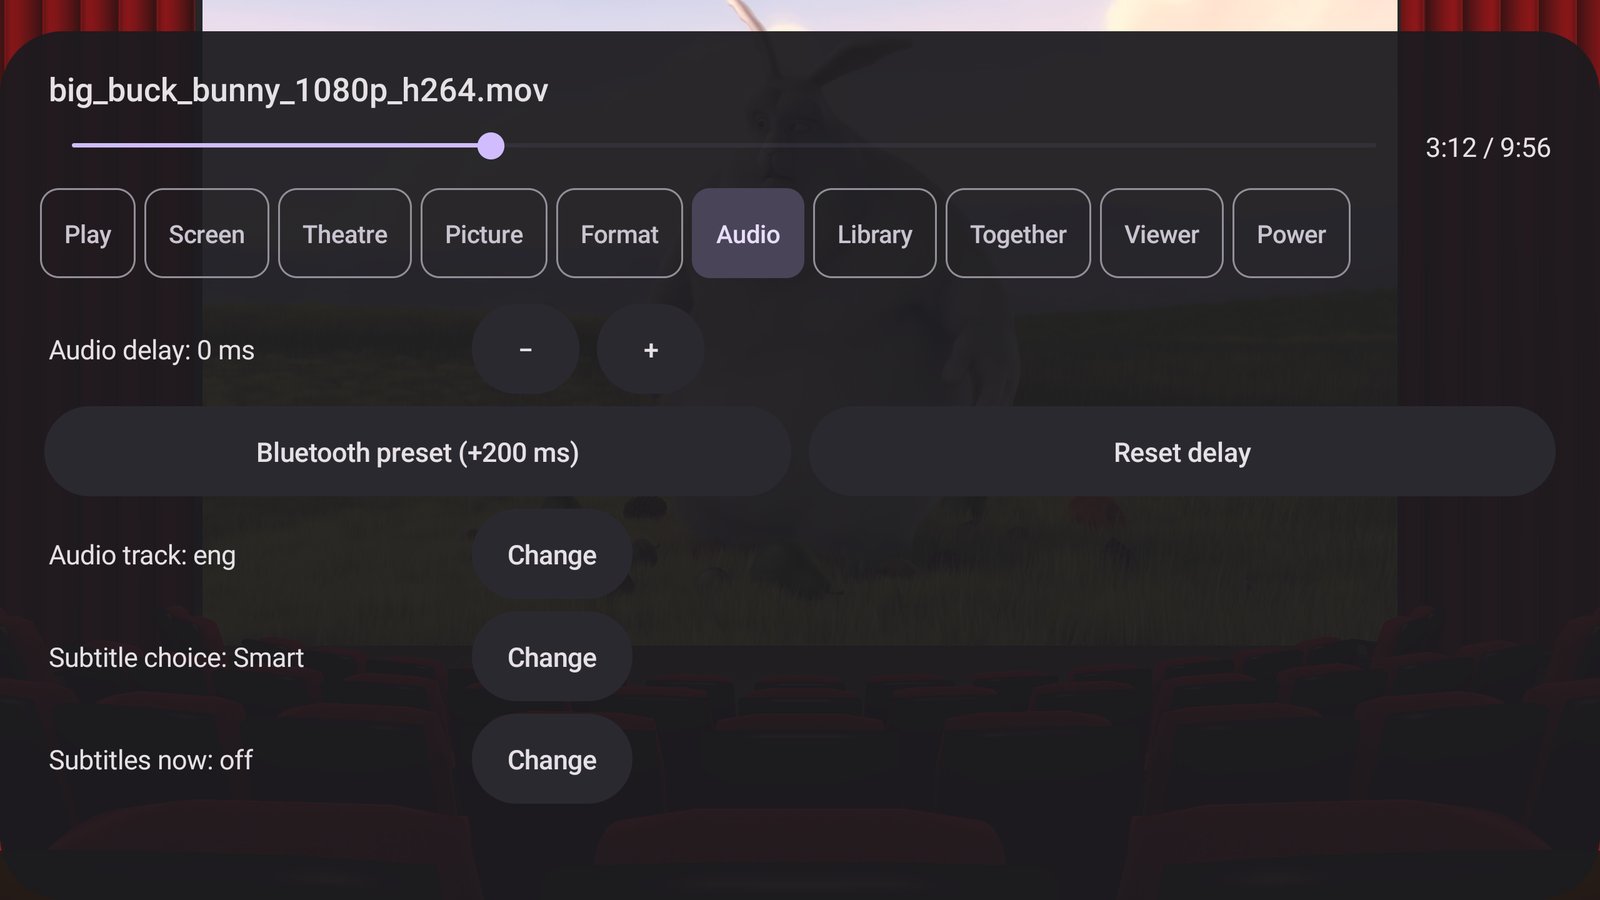 big_buck_bunny_1080p_h264.mov
3:12 / 9:56
Play Screen Theatre Picture Format Audio Library Together Viewer Power
Audio delay: 0 ms - +
Bluetooth preset (+200 ms) Reset delay
Audio track: eng Change
Subtitle choice: Smart Change
Subtitles now: off Change